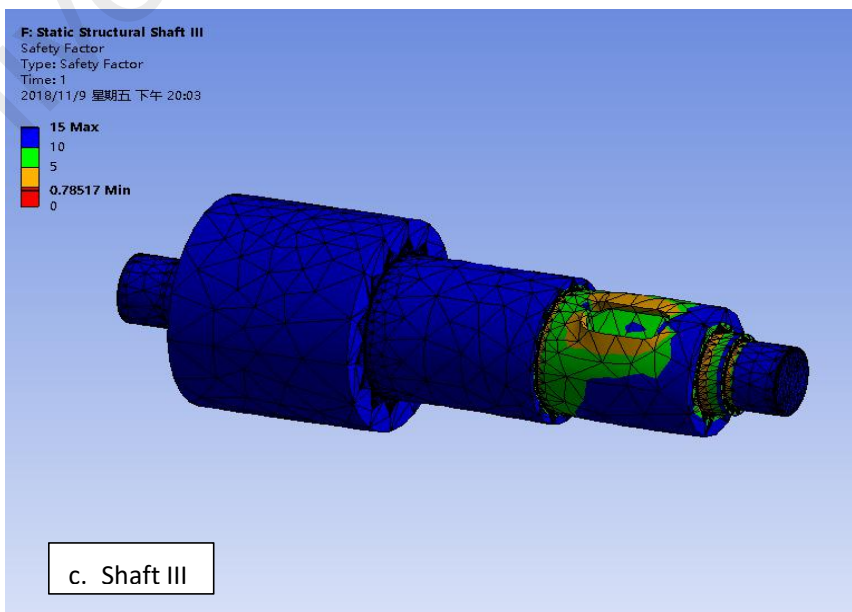 F: Static Structural Shaft III
Safety Factor
Type: Safety Factor
Time: 1
2018/11/9 星期五 下午 20:03
15 Max
10
5
0.78517 Min
0
c. Shaft III